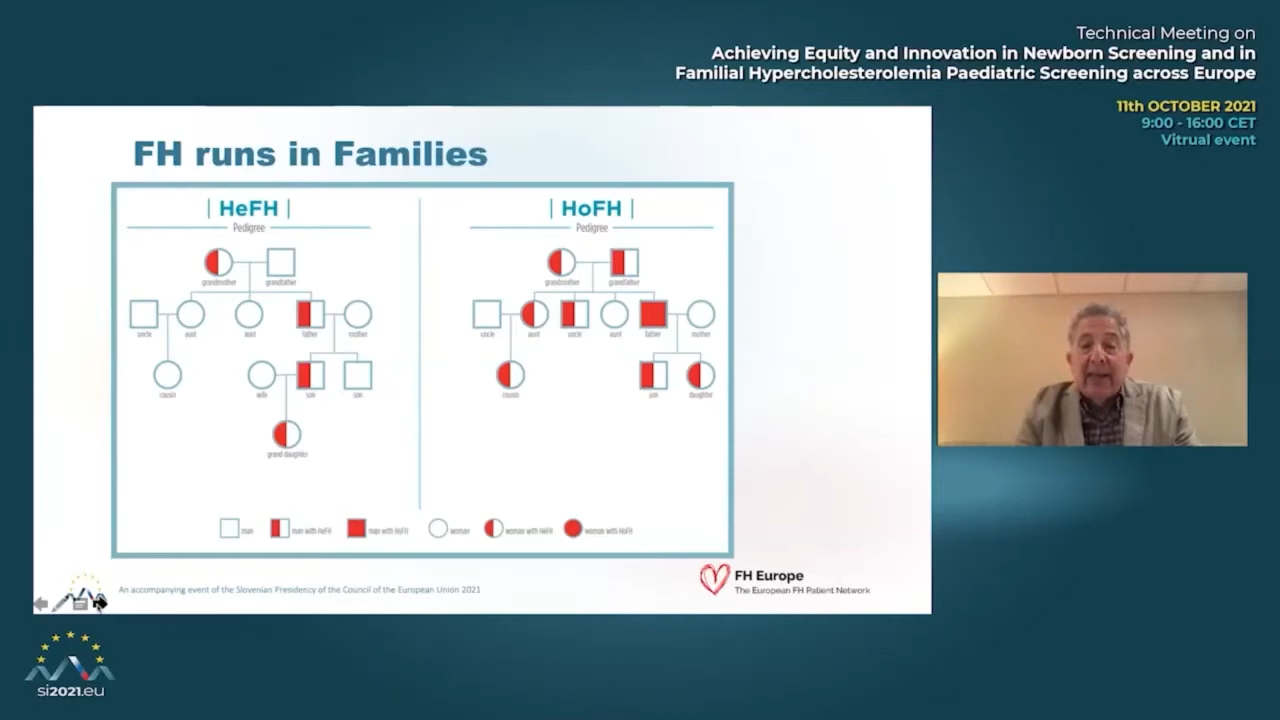 Technical Meeting on
Achieving Equity and Innovation in Newborn Screening and in
Familial Hypercholesterolemia Paediatric Screening across Europe
11th OCTOBER 2021
9:00 - 16:00 CET
Vitrual event
FH runs in Families
| HeFH |
Pedigree
grandmother grandfather
uncle aunt aunt father mother
cousin wife son son
grand daughter
| HoFH |
Pedigree
grandmother grandfather
uncle aunt uncle aunt father mother
cousin son daughter
man man with HeFH man with HoFH woman woman with HeFH woman with HoFH
An accompanying event of the Slovenian Presidency of the Council of the European Union 2021
FH Europe
The European FH Patient Network
si2021.eu